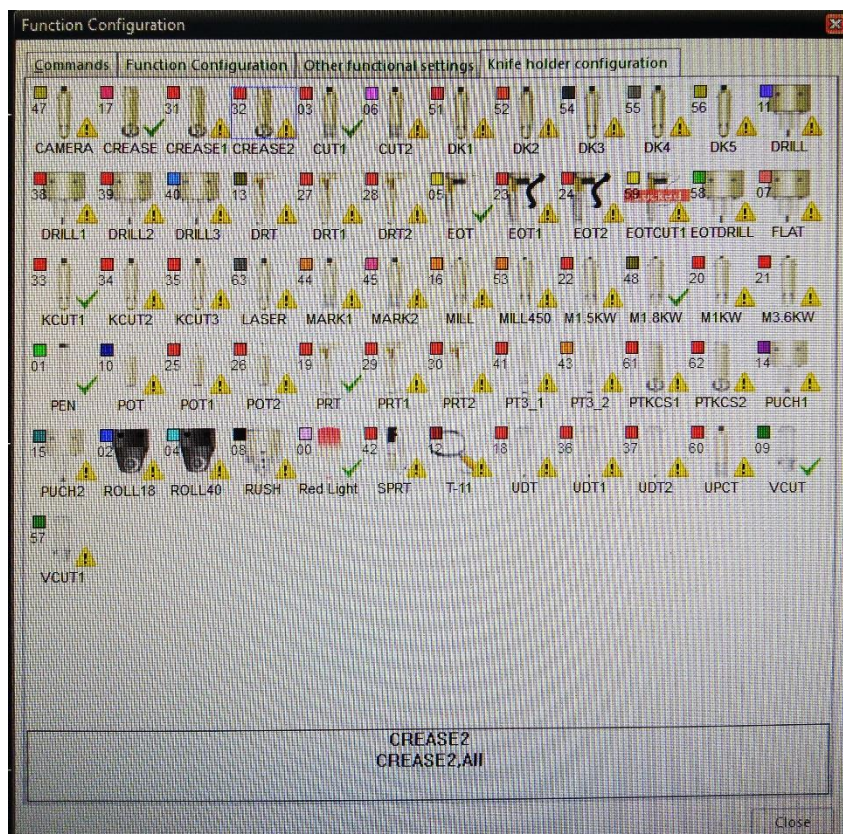 Function Configuration
Commands Function Configuration Other functional settings Knife holder configuration
47 17 31 32 03 06 51 52 54 55 56 11
CAMERA CREASE CREASE1 CREASE2 CUT1 CUT2 DK1 DK2 DK3 DK4 DK5 DRILL
38 39 40 13 27 28 05 23 24 59 58 07
DRILL1 DRILL2 DRILL3 DRT DRT1 DRT2 EOT EOT1 EOT2 EOTCUT1 EOTDRILL FLAT
33 34 35 63 44 45 16 53 22 48 20 21
KCUT1 KCUT2 KCUT3 LASER MARK1 MARK2 MILL MILL450 M1.5KW M1.8KW M1KW M3.6KW
01 10 25 26 19 29 30 41 43 61 62 14
PEN POT POT1 POT2 PRT PRT1 PRT2 PT3_1 PT3_2 PTKCS1 PTKCS2 PUCH1
15 02 04 08 00 42 12 18 36 37 60 09
PUCH2 ROLL18 ROLL40 RUSH Red Light SPRT T-11 UDT UDT1 UDT2 UPCT VCUT
57
VCUT1
CREASE2
CREASE2,All
Close